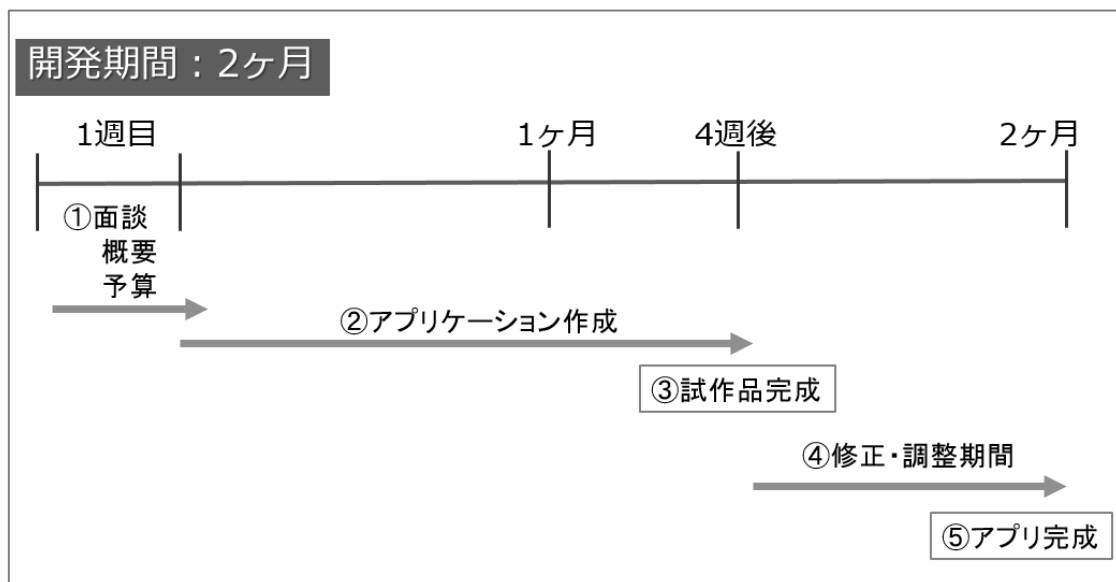 開発期間：2ヶ月
1週目
1ヶ月
4週後
2ヶ月
①面談
概要
予算
②アプリケーション作成
③試作品完成
④修正・調整期間
⑤アプリ完成